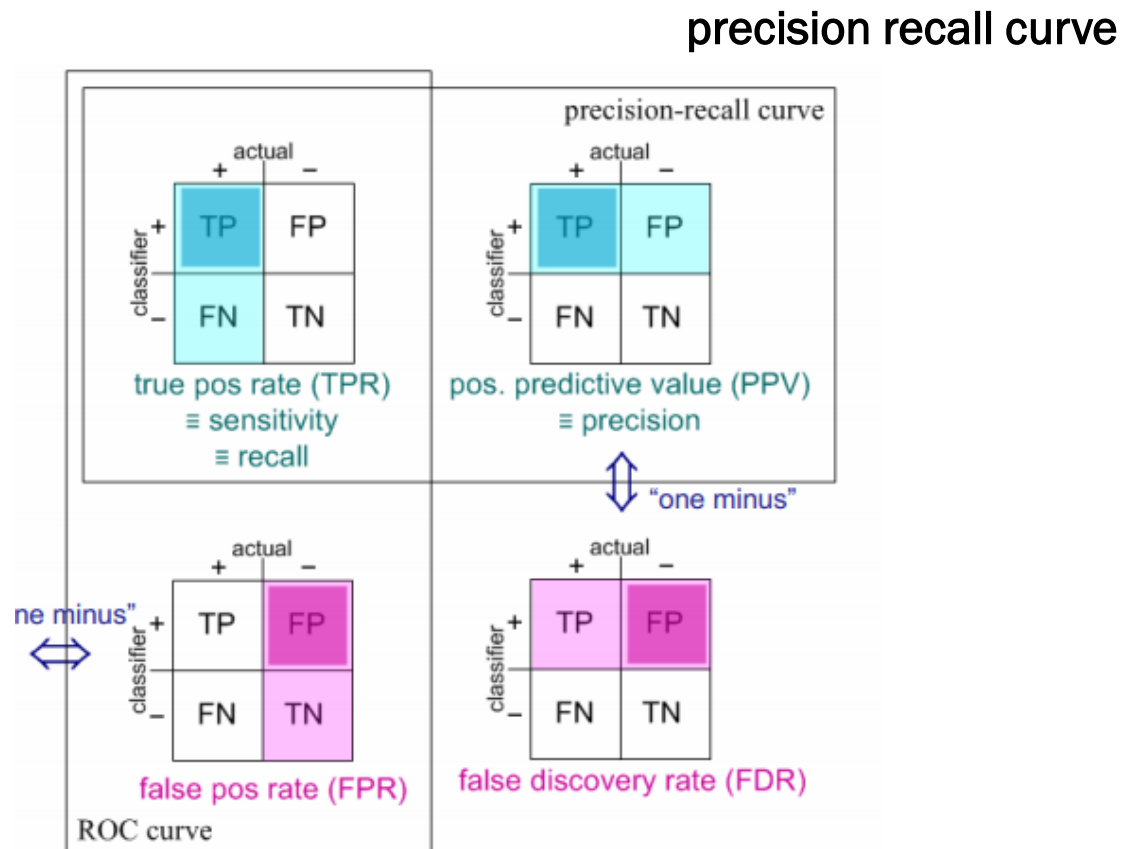 precision recall curve
precision-recall curve
actual
+ −
classifier
+ TP FP
− FN TN
true pos rate (TPR)
≡ sensitivity
≡ recall
actual
+ −
classifier
+ TP FP
− FN TN
pos. predictive value (PPV)
≡ precision
“one minus”
ne minus”
actual
+ −
classifier
+ TP FP
− FN TN
false pos rate (FPR)
actual
+ −
classifier
+ TP FP
− FN TN
false discovery rate (FDR)
ROC curve